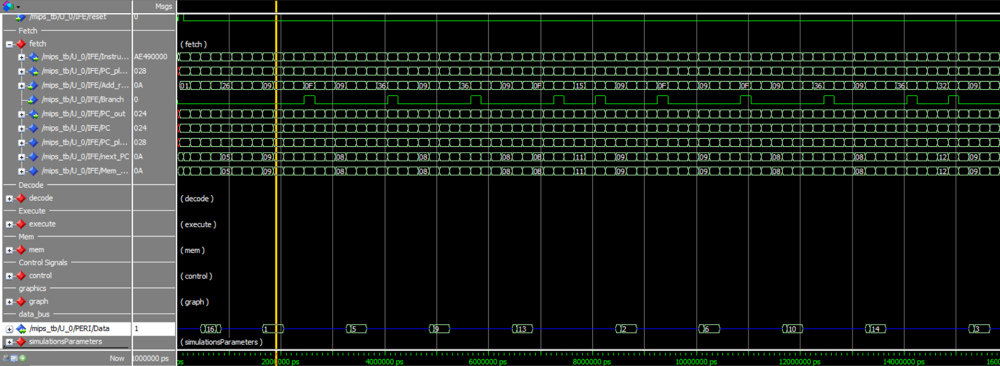 Msgs
/mips_tb/U_0/IFE/reset 0
Fetch
fetch ( fetch )
/mips_tb/U_0/IFE/Instru... AE490000
/mips_tb/U_0/IFE/PC_pl... 028
/mips_tb/U_0/IFE/Add_r... 0A 01 26 09 0F 09 36 09 36 09 0F 15 09 0F 09 0F 09 36 09 36 32 09
/mips_tb/U_0/IFE/Branch 0
/mips_tb/U_0/IFE/PC_out 024
/mips_tb/U_0/IFE/PC 024
/mips_tb/U_0/IFE/PC_pl... 028
/mips_tb/U_0/IFE/next_PC 0A 05 09 08 08 08 0B 11 09 09 08 08 12 09
/mips_tb/U_0/IFE/Mem_... 0A 05 09 08 08 08 0B 11 09 09 08 08 12 09
Decode
decode ( decode )
Execute
execute ( execute )
Mem
mem ( mem )
Control Signals
control ( control )
graphics
graph ( graph )
data_bus
/mips_tb/U_0/PERI/Data 1 16 1 5 9 13 2 6 10 14 3
simulationsParameters ( simulationsParameters )
Now 1000000 ps ps 2000000 ps 4000000 ps 6000000 ps 8000000 ps 10000000 ps 12000000 ps 14000000 ps 1600